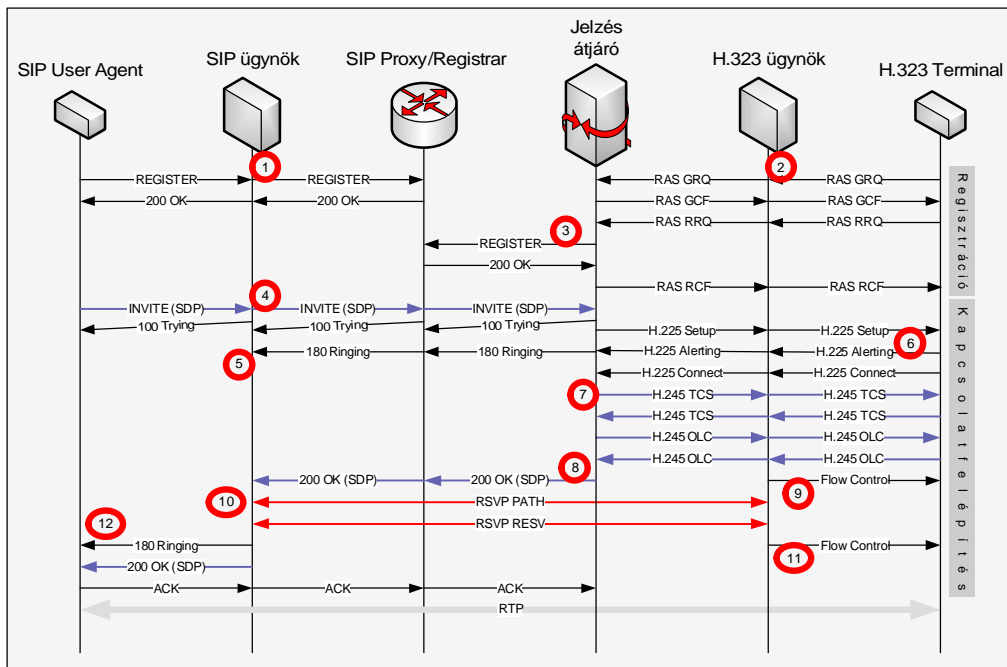 SIP User Agent
SIP ügynök
SIP Proxy/Registrar
Jelzés
átjáró
H.323 ügynök
H.323 Terminal
1
2
REGISTER
REGISTER
RAS GRQ
RAS GRQ
200 OK
200 OK
RAS GCF
RAS GCF
RAS RRQ
RAS RRQ
3
REGISTER
200 OK
RAS RCF
RAS RCF
Regisztráció
4
INVITE (SDP)
INVITE (SDP)
INVITE (SDP)
100 Trying
100 Trying
100 Trying
H.225 Setup
H.225 Setup
5
180 Ringing
180 Ringing
H.225 Alerting
H.225 Alerting
6
H.225 Connect
H.225 Connect
7
H.245 TCS
H.245 TCS
H.245 TCS
H.245 TCS
H.245 OLC
H.245 OLC
8
H.245 OLC
H.245 OLC
200 OK (SDP)
200 OK (SDP)
Flow Control
9
10
RSVP PATH
12
RSVP RESV
180 Ringing
Flow Control
11
200 OK (SDP)
ACK
ACK
ACK
RTP
Kapcsolatfelépítés